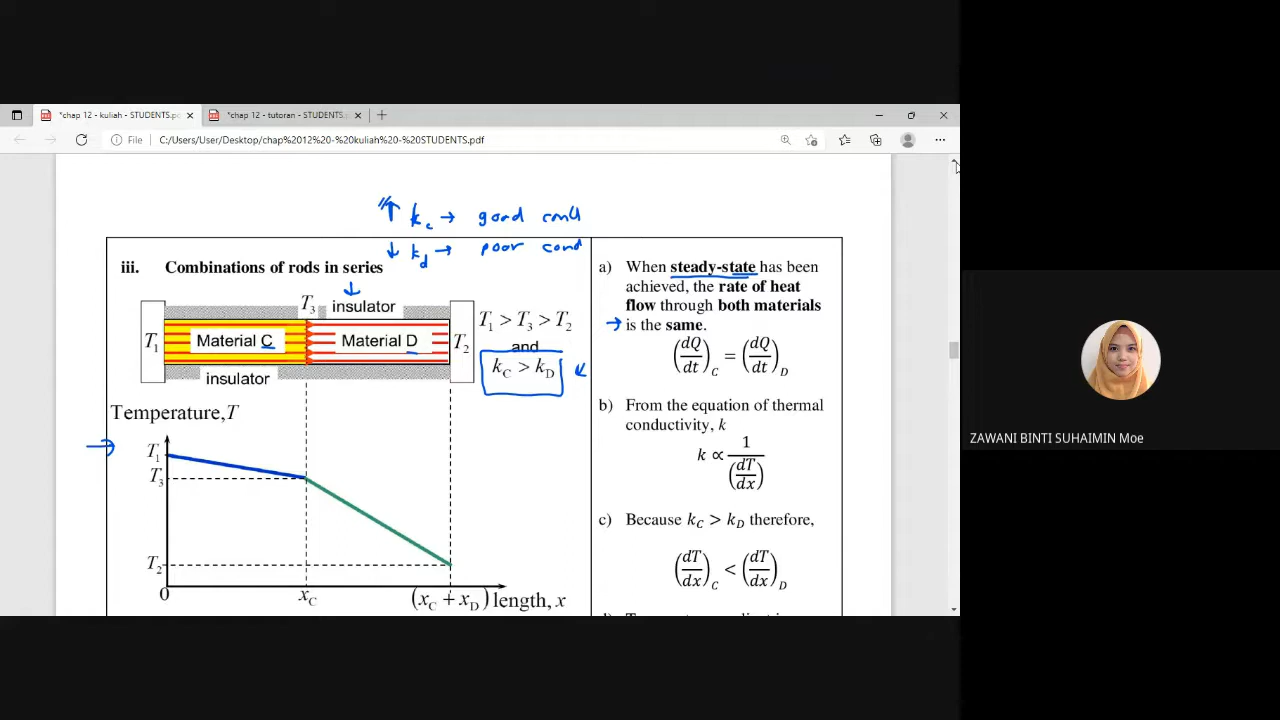 *chap 12 - kuliah - STUDENTS.p
*chap 12 - tutoran - STUDENTS.p
File
C:/Users/User/Desktop/chap%2012%20-%20kuliah%20-%20STUDENTS.pdf
↑ kc → good cond
↓ kd → poor cond
iii. Combinations of rods in series
T3 insulator
T1
Material C
Material D
T2
insulator
T1 > T3 > T2
and
kC > kD
Temperature, T
T1
T3
T2
0
xC
(xC + xD)
length, x
a) When steady-state has been
achieved, the rate of heat
flow through both materials
→ is the same.
(dQ/dt)C = (dQ/dt)D
b) From the equation of thermal
conductivity, k
k ∝ 1/(dT/dx)
c) Because kC > kD therefore,
(dT/dx)C < (dT/dx)D
ZAWANI BINTI SUHAIMIN Moe